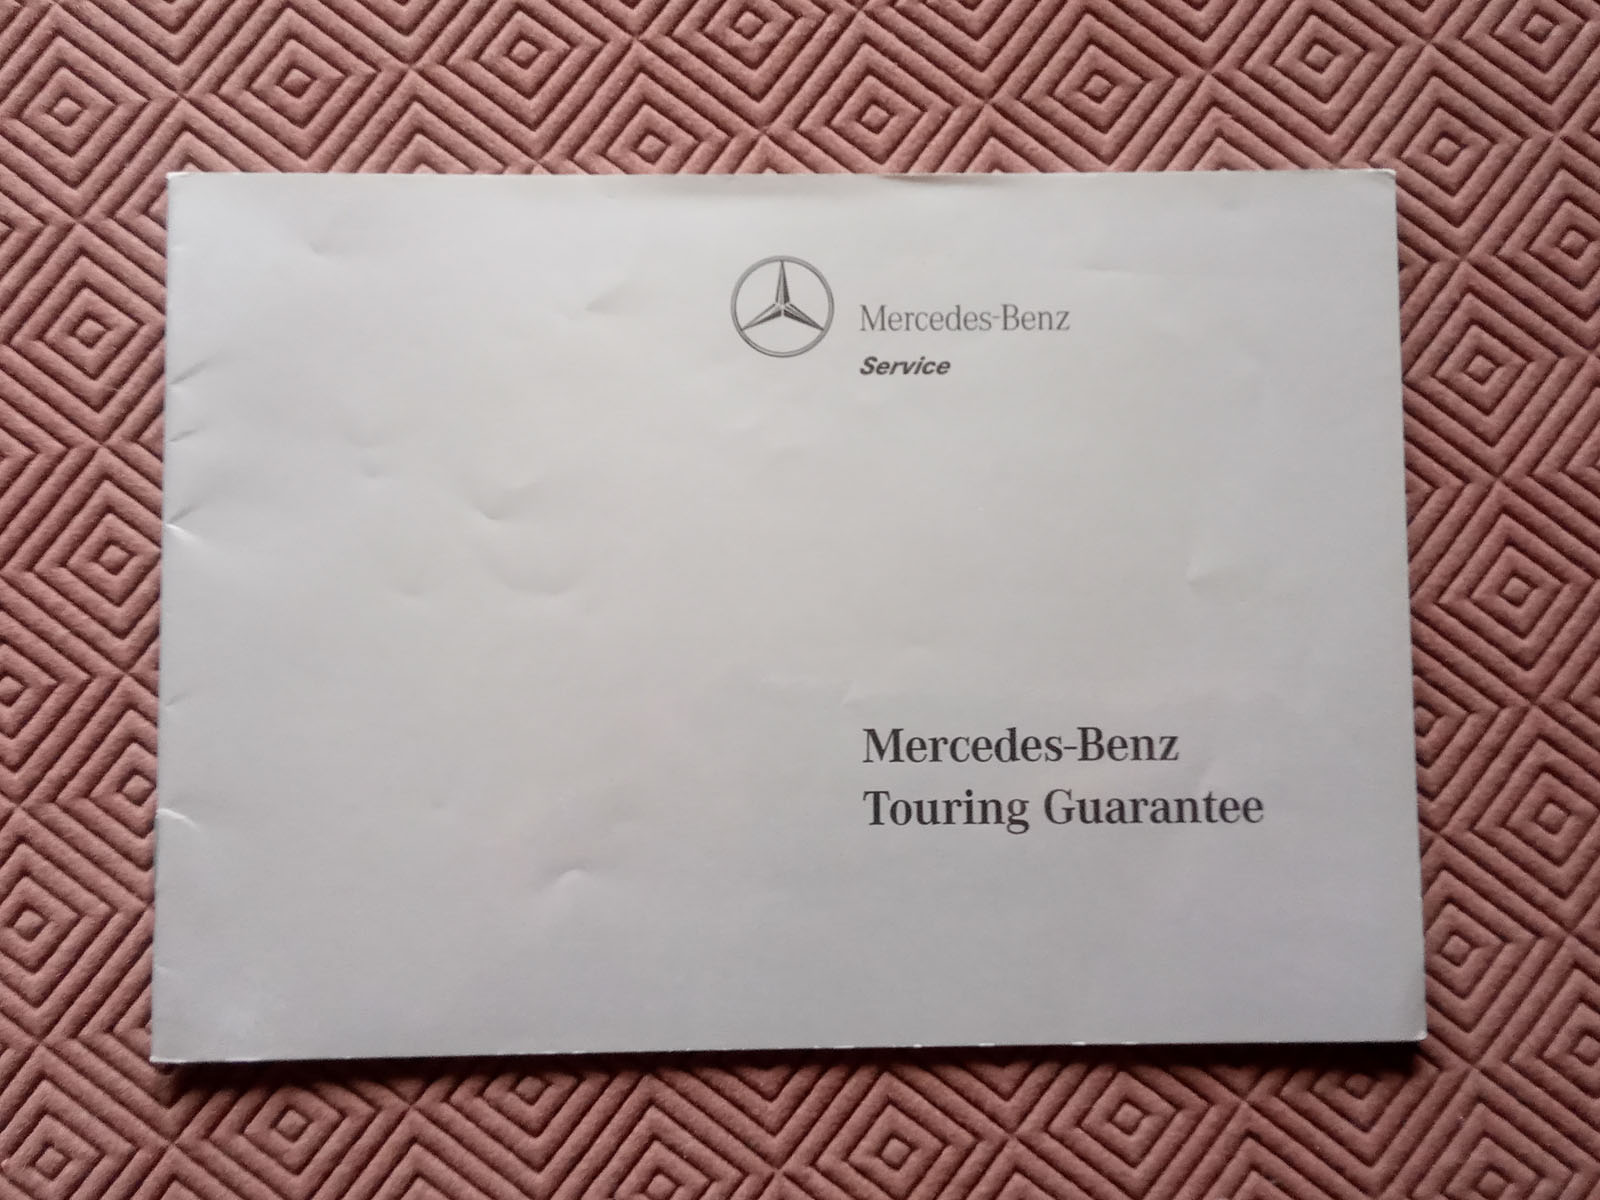 Mercedes-Benz
Service
Mercedes-Benz
Touring Guarantee